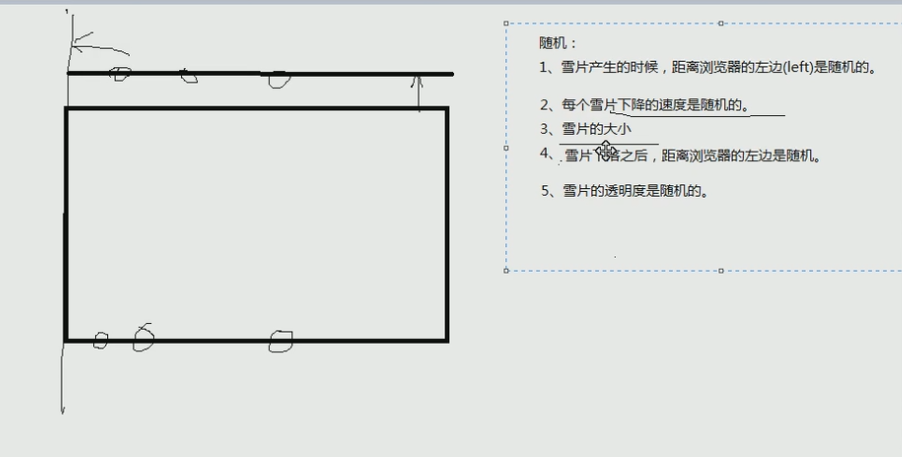 随机：
1、雪片产生的时候，距离浏览器的左边(left)是随机的。
2、每个雪片下降的速度是随机的。
3、雪片的大小
4、雪片下落之后，距离浏览器的左边是随机。
5、雪片的透明度是随机的。